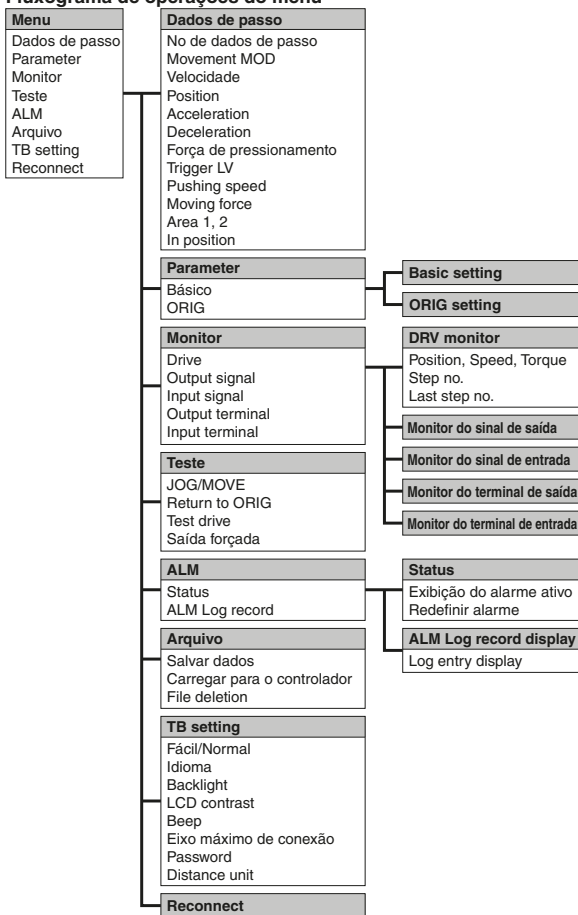 Fluxograma de operações do menu
Menu
Dados de passo
Parameter
Monitor
Teste
ALM
Arquivo
TB setting
Reconnect
Dados de passo
No de dados de passo
Movement MOD
Velocidade
Position
Acceleration
Deceleration
Força de pressionamento
Trigger LV
Pushing speed
Moving force
Area 1, 2
In position
Parameter
Básico
ORIG
Basic setting
ORIG setting
Monitor
Drive
Output signal
Input signal
Output terminal
Input terminal
DRV monitor
Position, Speed, Torque
Step no.
Last step no.
Monitor do sinal de saída
Monitor do sinal de entrada
Monitor do terminal de saída
Monitor do terminal de entrada
Teste
JOG/MOVE
Return to ORIG
Test drive
Saída forçada
ALM
Status
ALM Log record
Status
Exibição do alarme ativo
Redefinir alarme
ALM Log record display
Log entry display
Arquivo
Salvar dados
Carregar para o controlador
File deletion
TB setting
Fácil/Normal
Idioma
Backlight
LCD contrast
Beep
Eixo máximo de conexão
Password
Distance unit
Reconnect